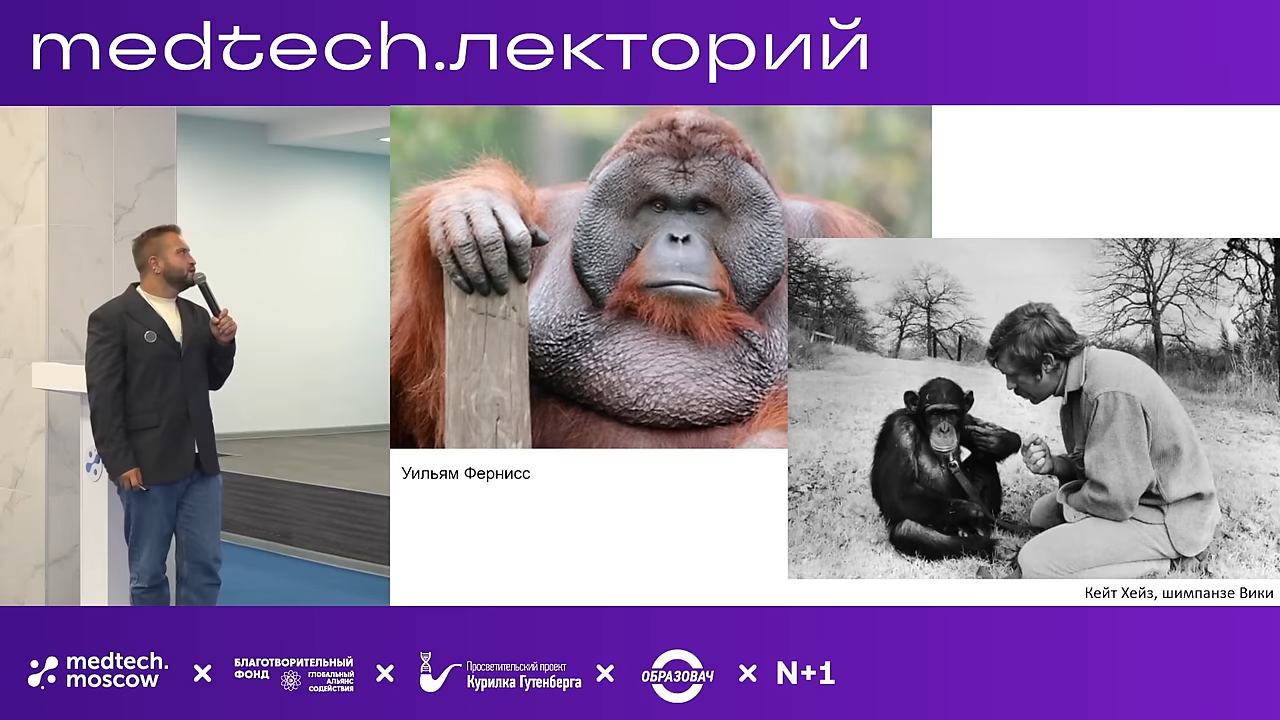 medtech.лекторий
Уильям Фернисс
Кейт Хейз, шимпанзе Вики
medtech.
moscow
БЛАГОТВОРИТЕЛЬНЫЙ
ФОНД
ГЛОБАЛЬНЫЙ
АЛЬЯНС
СОДЕЙСТВИЯ
Просветительский проект
Курилка Гутенберга
ОБРАЗОВАЧ
N+1